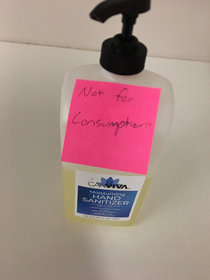 Not for
Consumption
CANVIVA
Moisturizing
HAND
SANITIZER